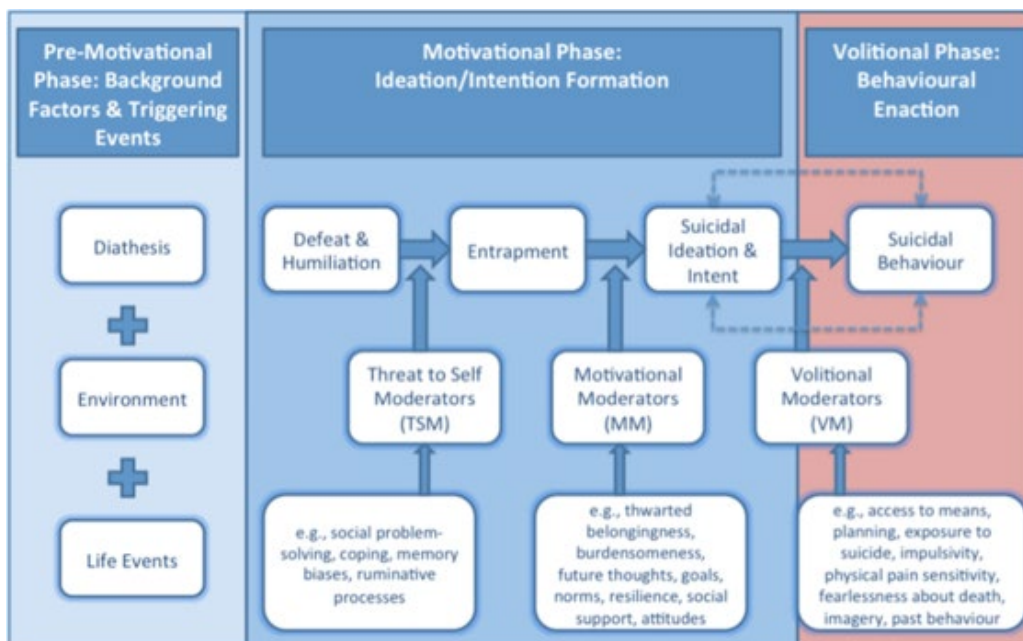 Pre-Motivational
Phase: Background
Factors & Triggering
Events
Motivational Phase:
Ideation/Intention Formation
Volitional Phase:
Behavioural
Enaction
Diathesis
Environment
Life Events
Defeat &
Humiliation
Entrapment
Suicidal
Ideation &
Intent
Suicidal
Behaviour
Threat to Self
Moderators
(TSM)
Motivational
Moderators
(MM)
Volitional
Moderators
(VM)
e.g., social problem-
solving, coping, memory
biases, ruminative
processes
e.g., thwarted
belongingness,
burdensomeness,
future thoughts, goals,
norms, resilience, social
support, attitudes
e.g., access to means,
planning, exposure to
suicide, impulsivity,
physical pain sensitivity,
fearlessness about death,
imagery, past behaviour